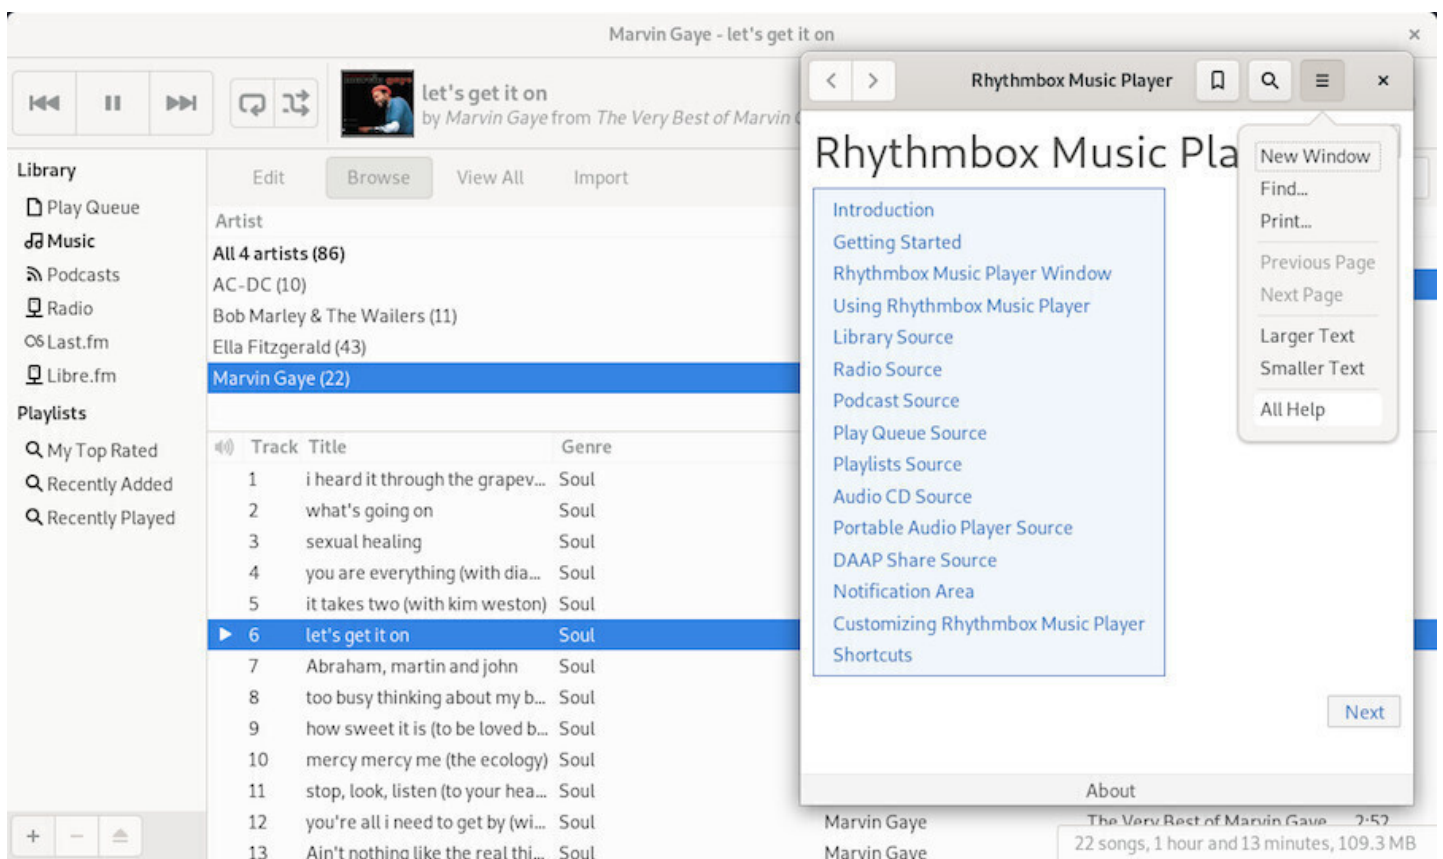 Marvin Gaye - let's get it on
let's get it on
by Marvin Gaye from The Very Best of Marvin
Library
Play Queue
Music
Podcasts
Radio
Last.fm
Libre.fm
Playlists
My Top Rated
Recently Added
Recently Played
Edit Browse View All Import
Artist
All 4 artists (86)
AC-DC (10)
Bob Marley & The Wailers (11)
Ella Fitzgerald (43)
Marvin Gaye (22)
Track Title Genre
1 i heard it through the grapev... Soul
2 what's going on Soul
3 sexual healing Soul
4 you are everything (with dia... Soul
5 it takes two (with kim weston) Soul
6 let's get it on Soul
7 Abraham, martin and john Soul
8 too busy thinking about my b... Soul
9 how sweet it is (to be loved b... Soul
10 mercy mercy me (the ecology) Soul
11 stop, look, listen (to your hea... Soul
12 you're all i need to get by (wi... Soul Marvin Gaye The Very Best of Marvin Gaye 2:52
13 Ain't nothing like the real thi... Soul Marvin Gaye
22 songs, 1 hour and 13 minutes, 109.3 MB
Rhythmbox Music Player
Rhythmbox Music Pla
Introduction
Getting Started
Rhythmbox Music Player Window
Using Rhythmbox Music Player
Library Source
Radio Source
Podcast Source
Play Queue Source
Playlists Source
Audio CD Source
Portable Audio Player Source
DAAP Share Source
Notification Area
Customizing Rhythmbox Music Player
Shortcuts
Next
About
New Window
Find...
Print...
Previous Page
Next Page
Larger Text
Smaller Text
All Help